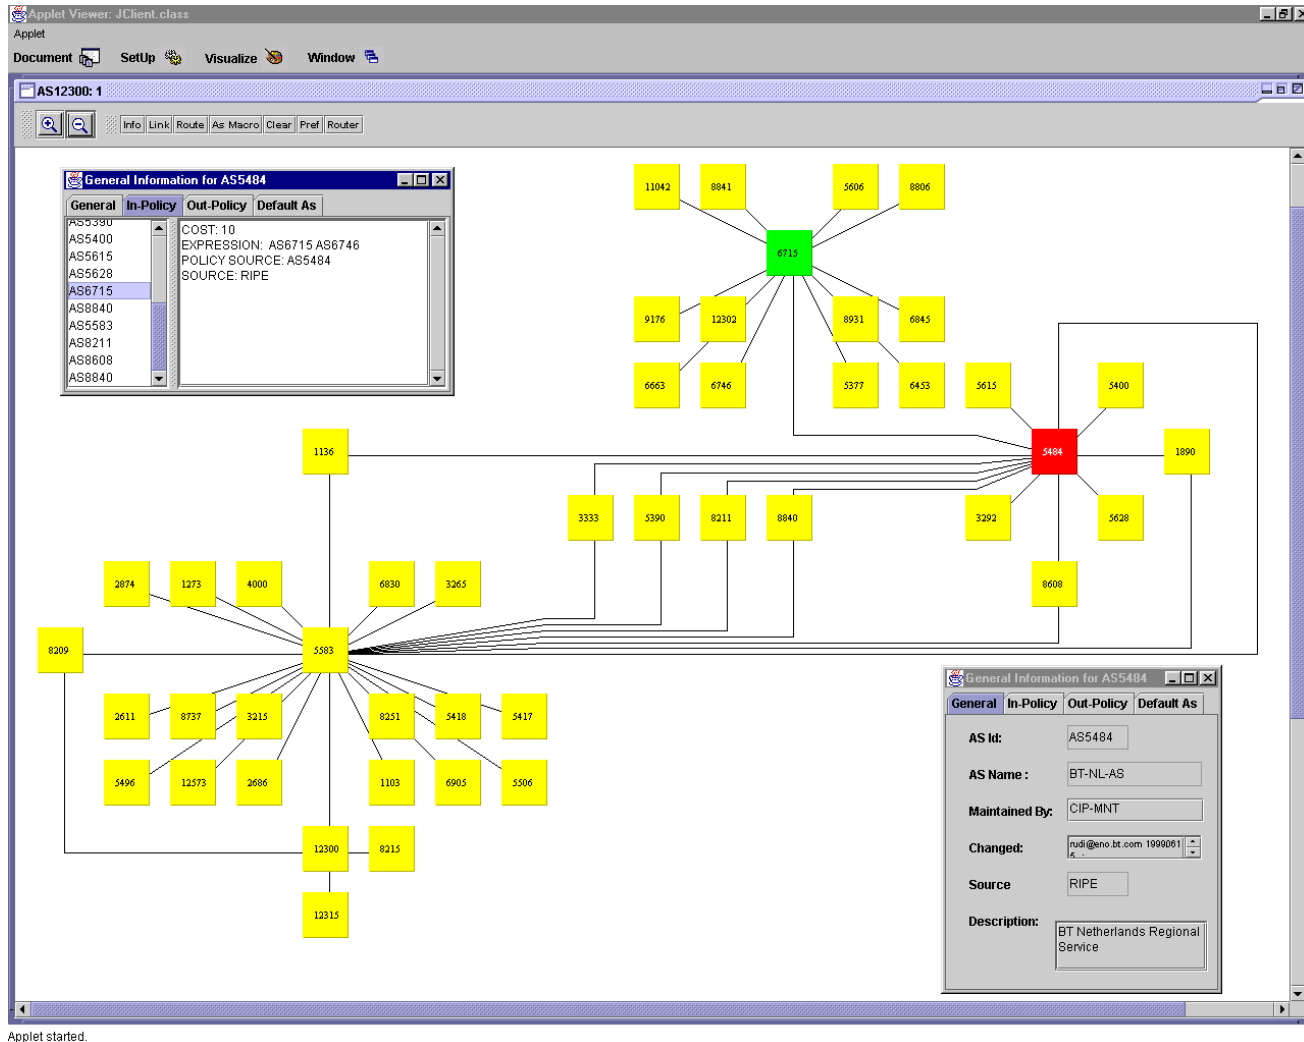 Applet Viewer: JClient.class
Applet
Document SetUp Visualize Window
AS12300: 1
Info Link Route As Macro Clear Pref Router
General Information for AS5484
General In-Policy Out-Policy Default As
AS5390
AS5400
AS5615
AS5628
AS6715
AS8840
AS5583
AS8211
AS8608
AS8840
COST: 10
EXPRESSION: AS6715 AS6746
POLICY SOURCE: AS5484
SOURCE: RIPE
11042 8841 5606 8806
6715
9176 12302 8931 6845
6663 6746 5377 6453
5615 5400
1136 5484 1890
3333 5390 8211 8840 3292 5628
2874 1273 4000 6830 3265 8608
8209 5583
2611 8737 3215 8251 5418 5417
5496 12573 2686 1103 6905 5506
12300 8215
12315
General Information for AS5484
General In-Policy Out-Policy Default As
AS Id: AS5484
AS Name : BT-NL-AS
Maintained By: CIP-MNT
Changed: rudi@eno.bt.com 1999061
Source RIPE
Description: BT Netherlands Regional
Service
Applet started.